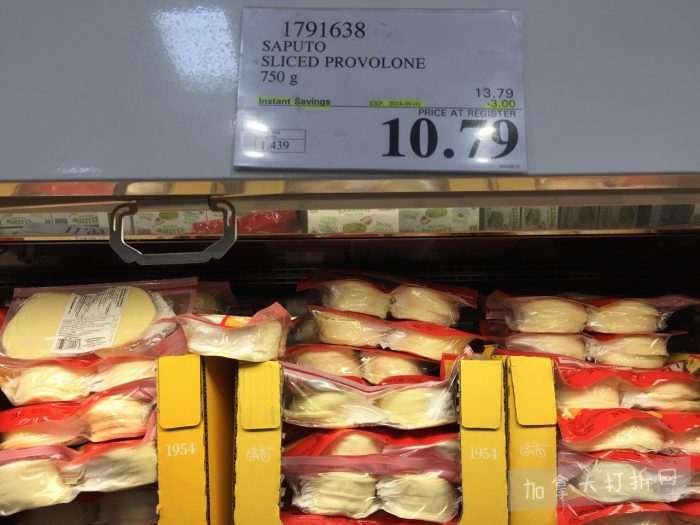 1791638
SAPUTO
SLICED PROVOLONE
750 g
13.79
Instant Savings
-3.00
PRICE AT REGISTER
1.439
10.79
1954
1954
加拿大打折网